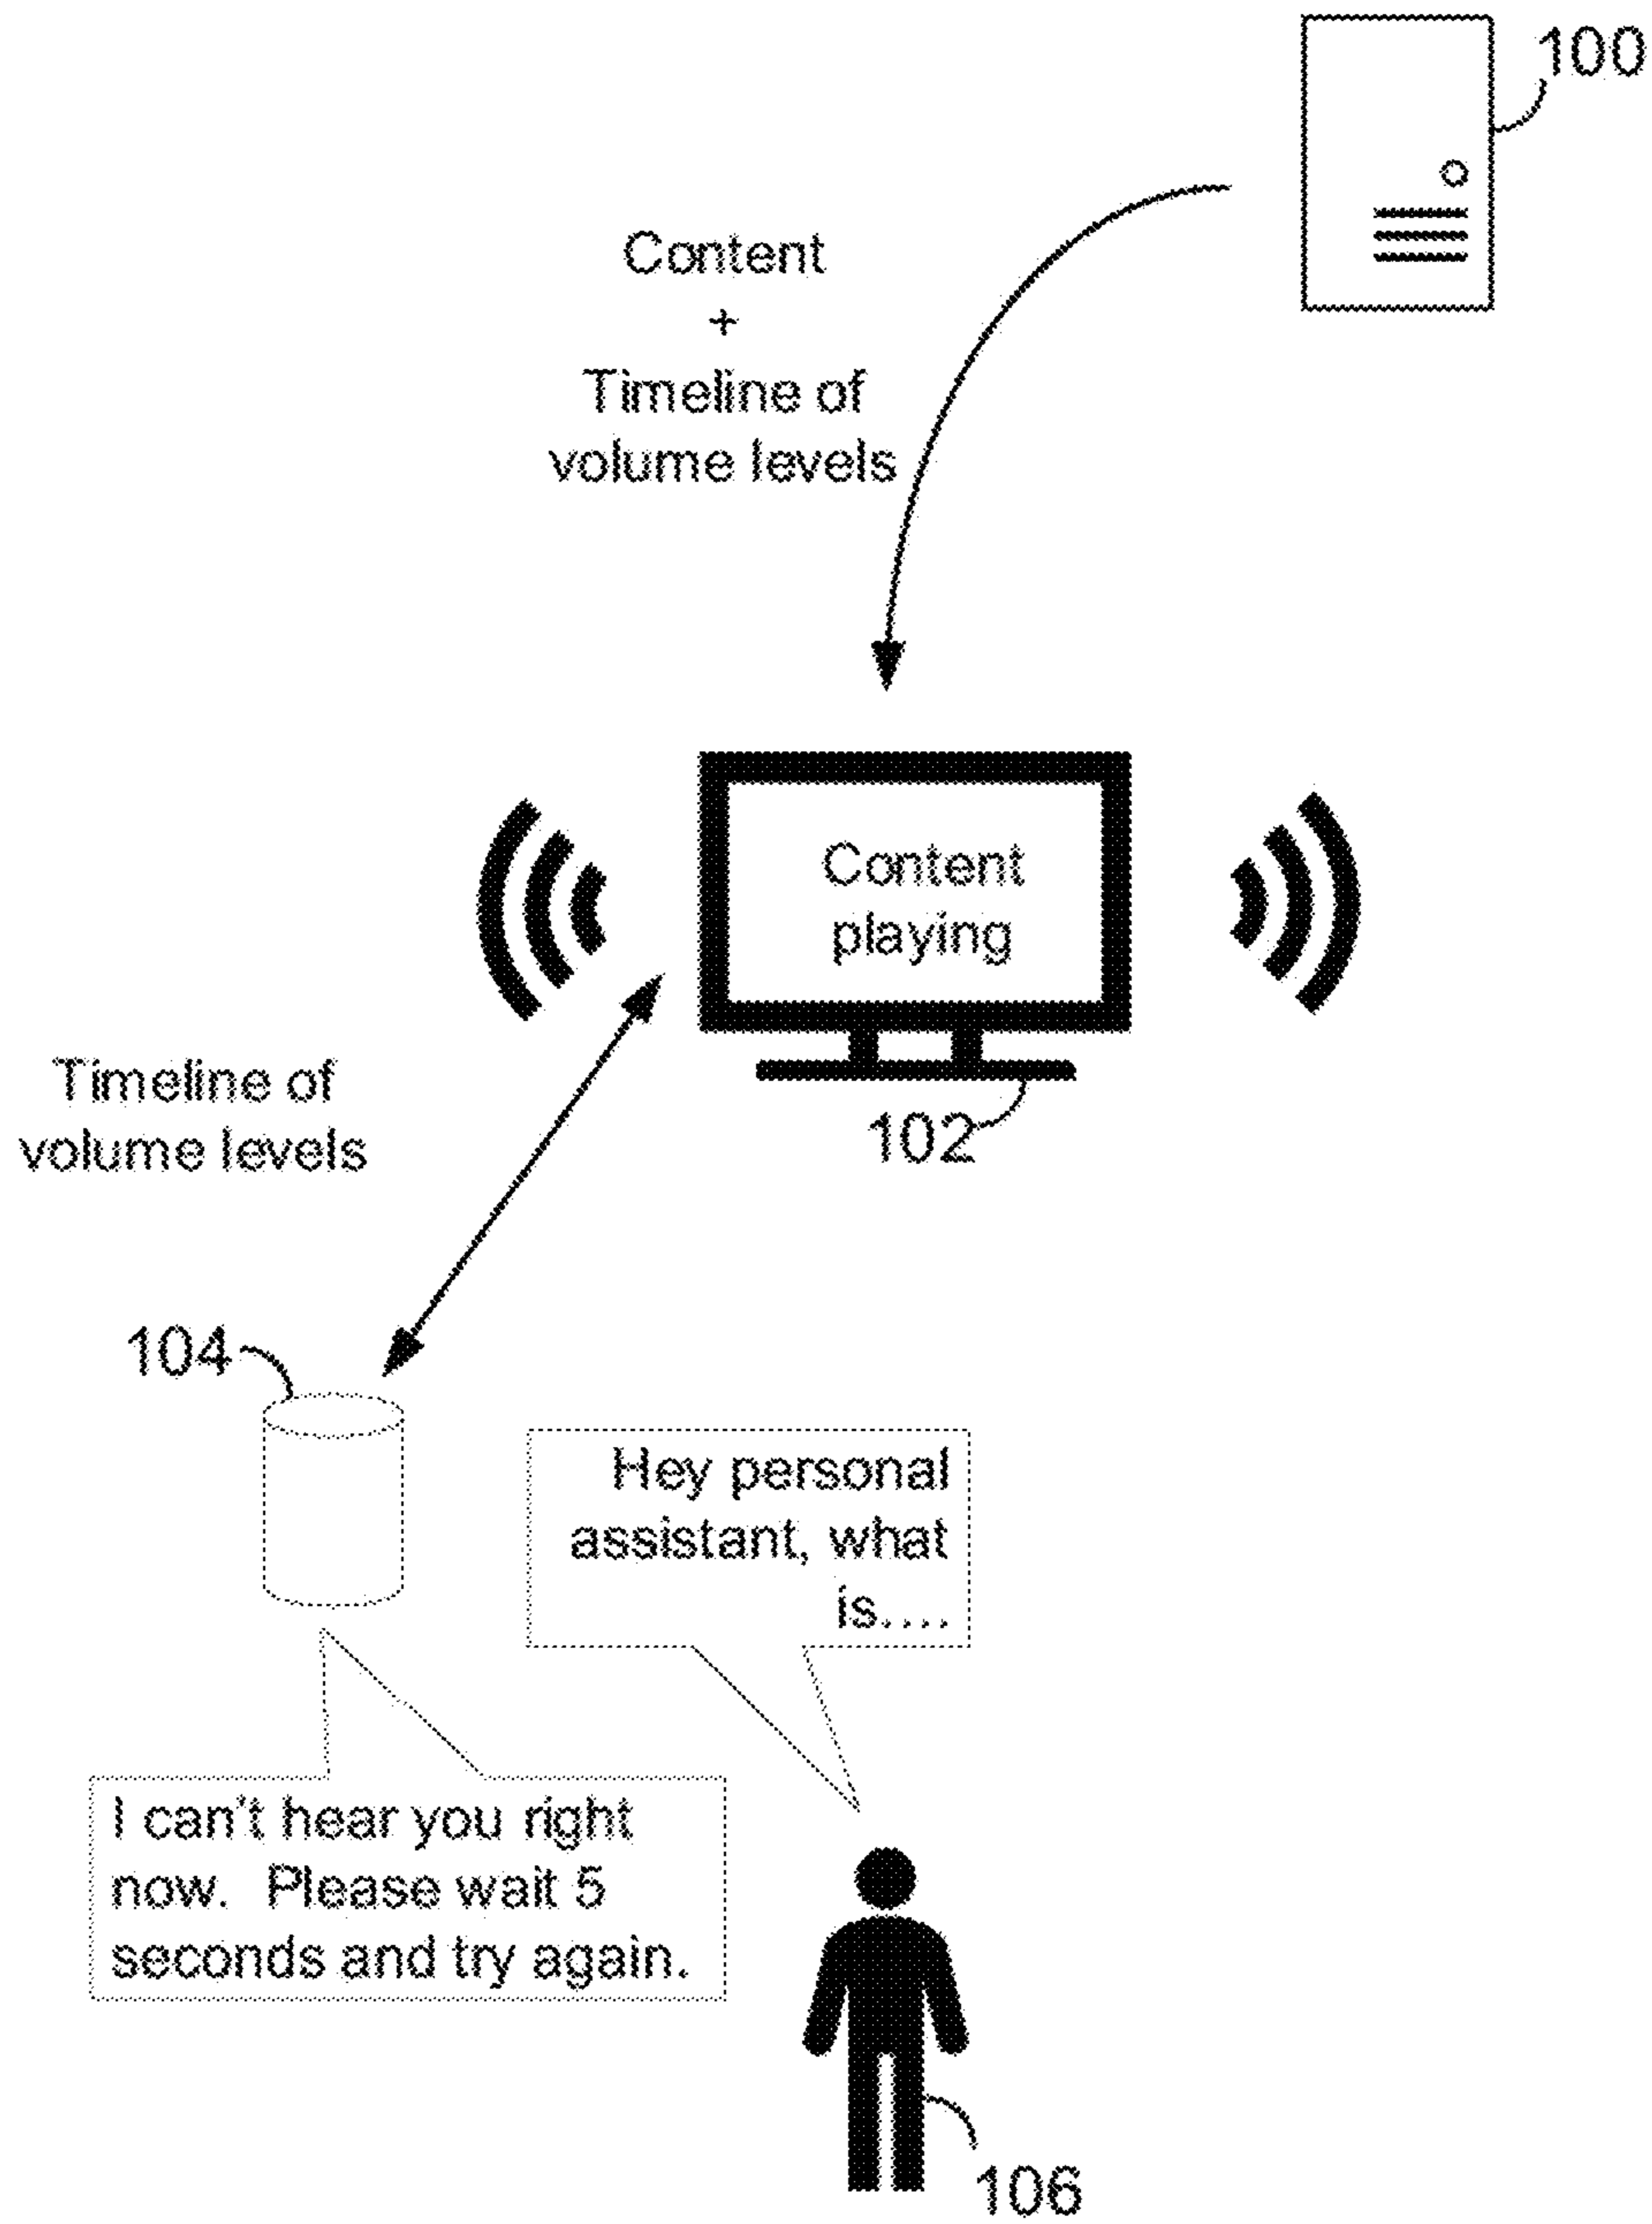 100
Content
+
Timeline of
volume levels
Content
playing
Timeline of
volume levels
102
104
Hey personal
assistant, what
is....
I can't hear you right
now.  Please wait 5
seconds and try again.
106